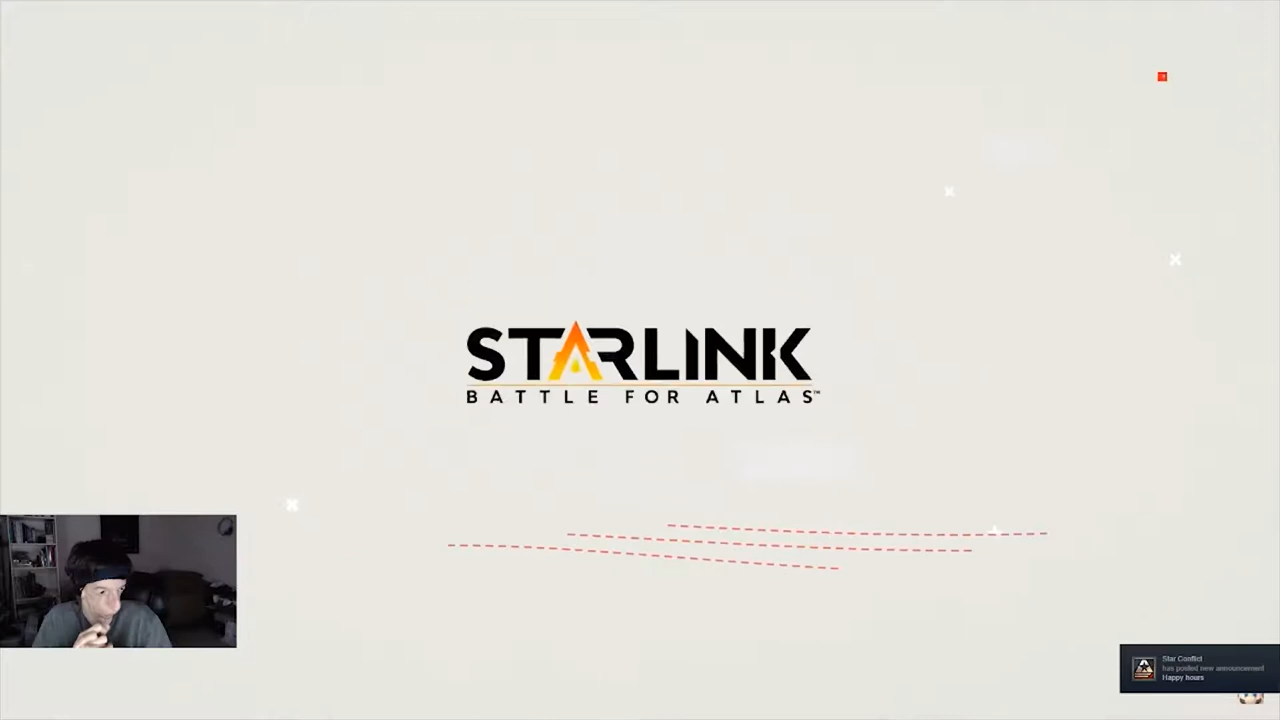 STARLINK
BATTLE FOR ATLAS™
Star Conflict
has posted new announcement
Happy hours